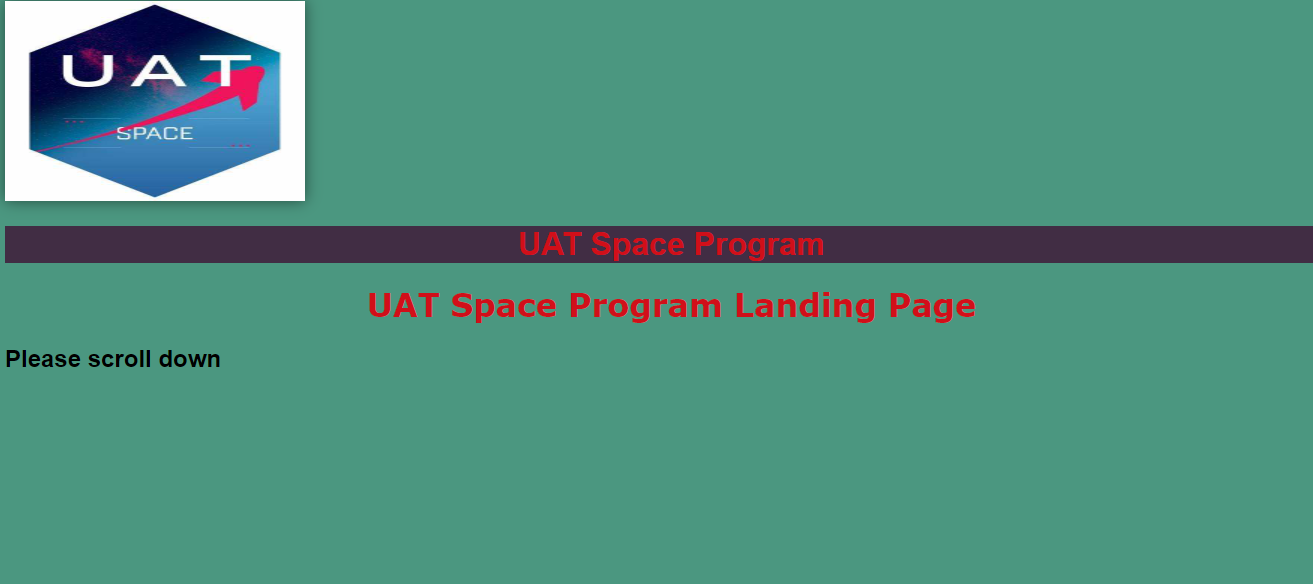 UAT
SPACE
UAT Space Program
UAT Space Program Landing Page
Please scroll down